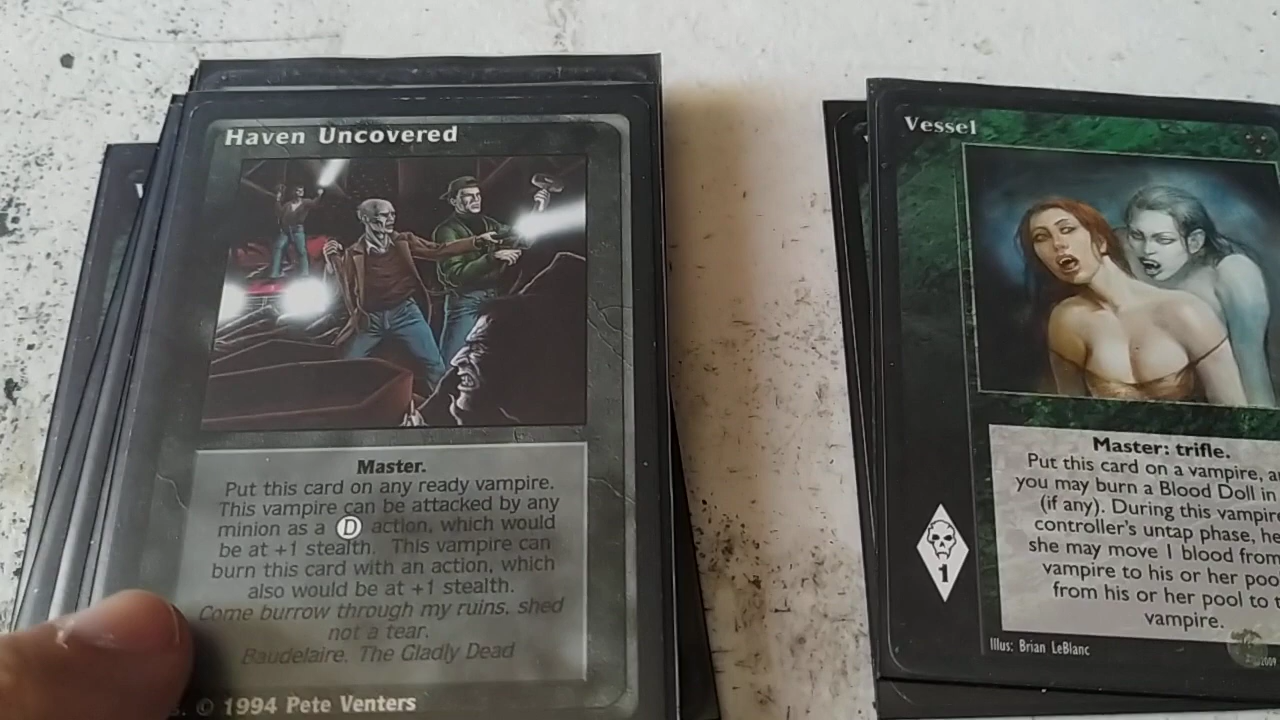 Haven Uncovered
Master.
Put this card on any ready vampire.
This vampire can be attacked by any
minion as a D action, which would
be at +1 stealth. This vampire can
burn this card with an action, which
also would be at +1 stealth.
Come burrow through my ruins, shed
not a tear.
Baudelaire, The Gladly Dead
© 1994 Pete Venters
Vessel
Master: trifle.
Put this card on a vampire,
you may burn a Blood Doll in
(if any). During this
controller's untap phase,
she may move 1 blood from
vampire to his or her
from his or her pool to
vampire.
1
Illus: Brian LeBlanc
2009